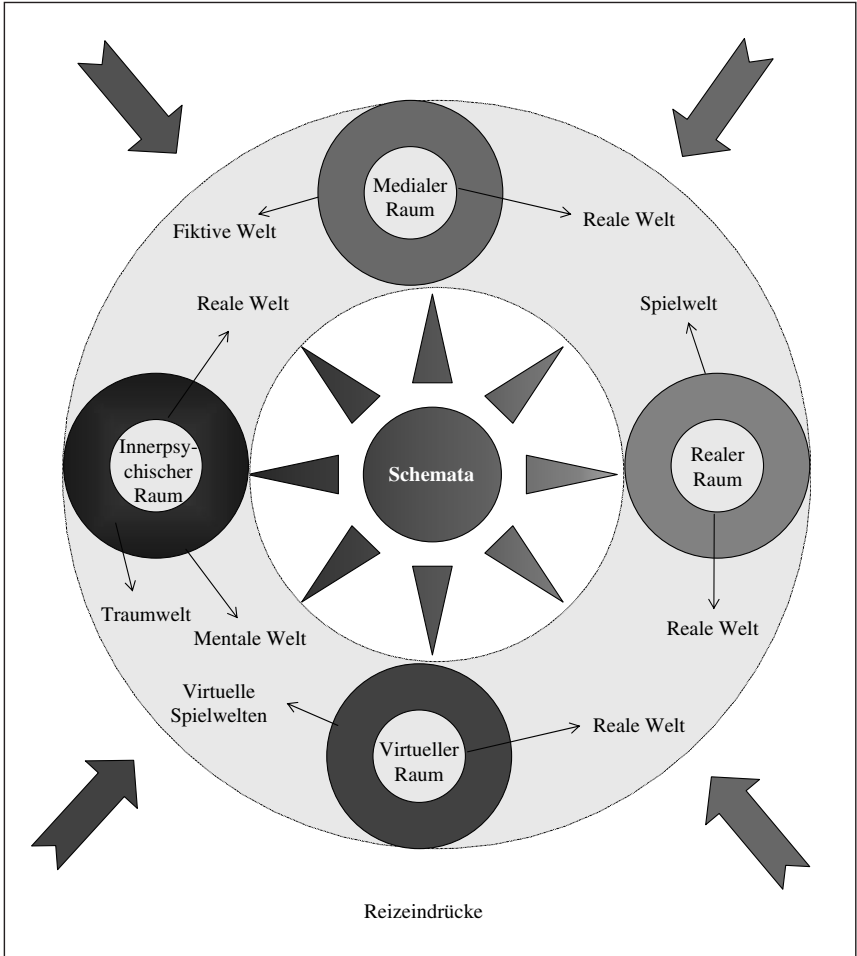 Medialer
Raum
Fiktive Welt
Reale Welt
Reale Welt
Spielwelt
Innerpsy-
chischer
Raum
Schemata
Realer
Raum
Traumwelt
Mentale Welt
Reale Welt
Virtuelle
Spielwelten
Virtueller
Raum
Reale Welt
Reizeindrücke